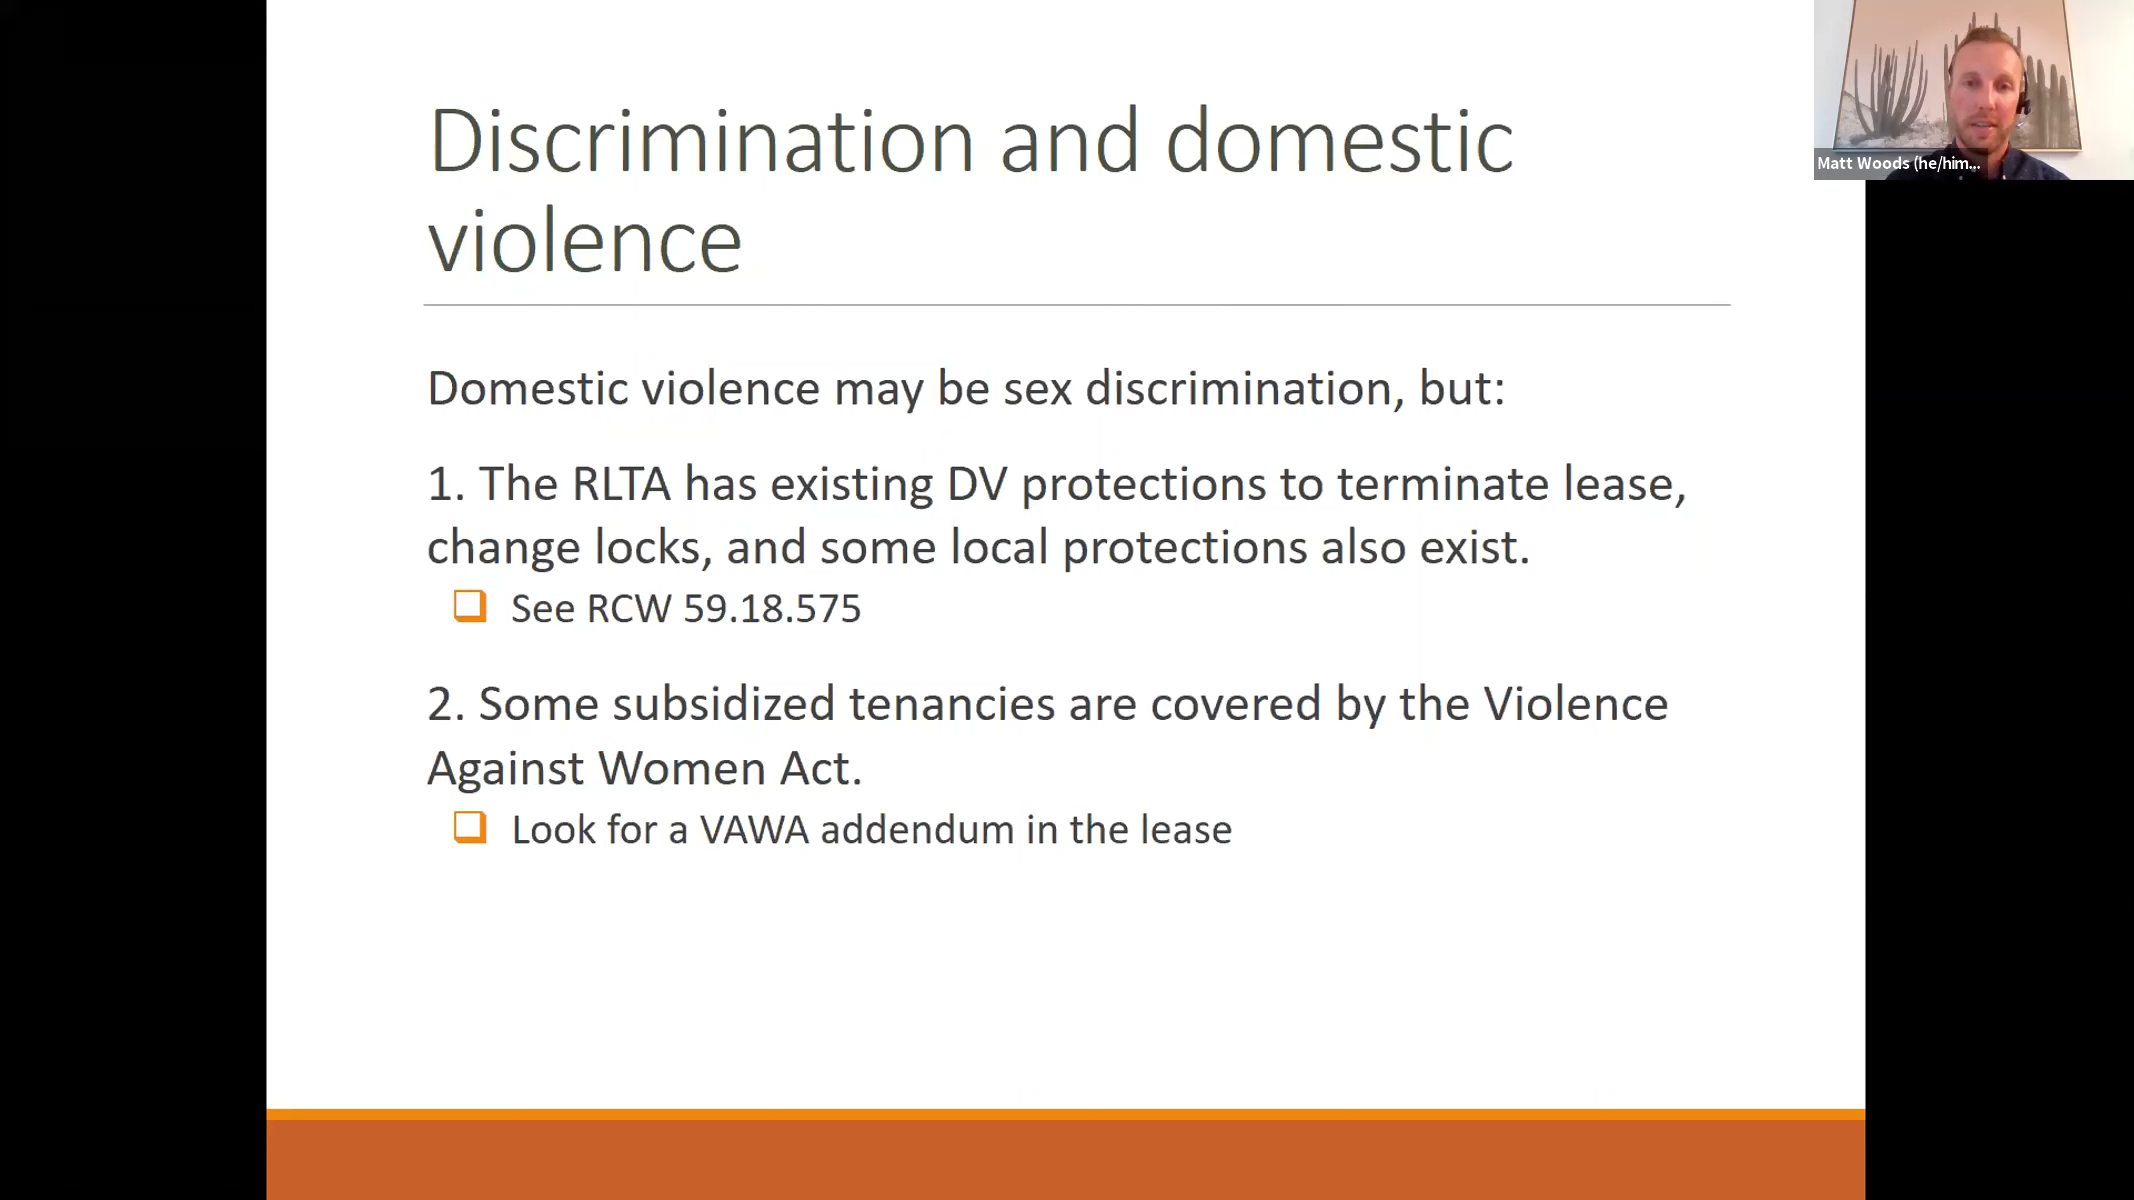 Discrimination and domestic
violence
Domestic violence may be sex discrimination, but:
1. The RLTA has existing DV protections to terminate lease,
change locks, and some local protections also exist.
See RCW 59.18.575
2. Some subsidized tenancies are covered by the Violence
Against Women Act.
Look for a VAWA addendum in the lease
Matt Woods (he/him...